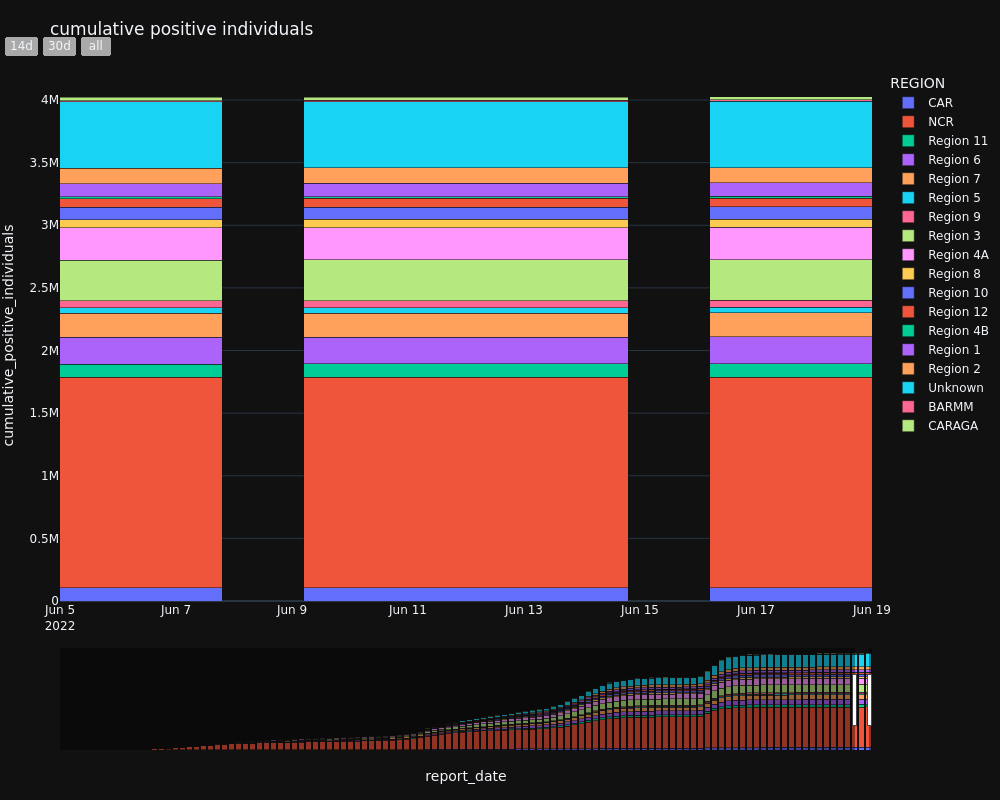 cumulative positive individuals
14d 30d all
REGION
CAR
NCR
Region 11
Region 6
Region 7
Region 5
Region 9
Region 3
Region 4A
Region 8
Region 10
Region 12
Region 4B
Region 1
Region 2
Unknown
BARMM
CARAGA
cumulative_positive_individuals
4M
3.5M
3M
2.5M
2M
1.5M
1M
0.5M
0
Jun 5 Jun 7 Jun 9 Jun 11 Jun 13 Jun 15 Jun 17 Jun 19
2022
report_date